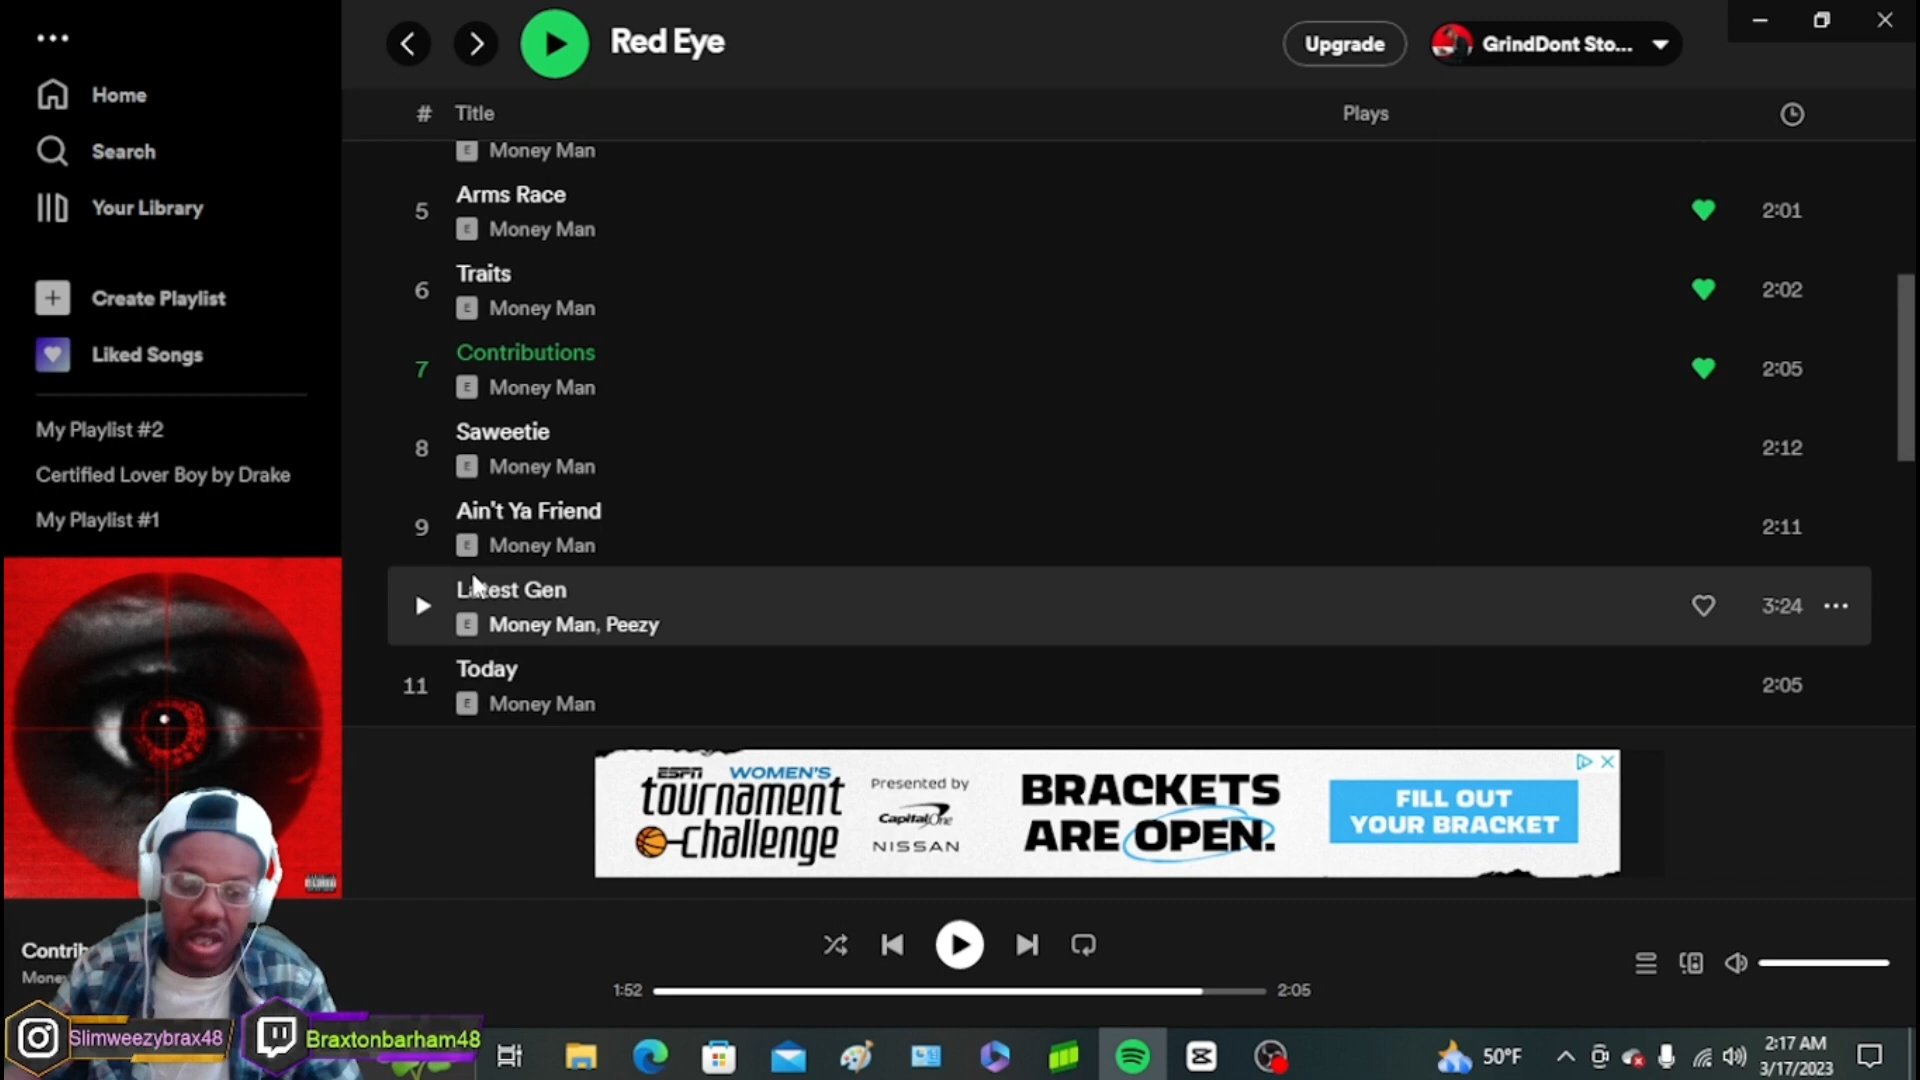 Red Eye
Upgrade
GrindDont Sto...
Home
Search
Your Library
Create Playlist
Liked Songs
My Playlist #2
Certified Lover Boy by Drake
My Playlist #1
# Title Plays
E Money Man
5 Arms Race 2:01
E Money Man
6 Traits 2:02
E Money Man
7 Contributions 2:05
E Money Man
8 Saweetie 2:12
E Money Man
9 Ain't Ya Friend 2:11
E Money Man
Latest Gen 3:24
E Money Man, Peezy
11 Today 2:05
E Money Man
ESPN WOMEN'S
tournament
challenge
Presented by
Capital One
NISSAN
BRACKETS
ARE OPEN.
FILL OUT
YOUR BRACKET
Contrib
Mone
1:52 2:05
Slimweezybrax48
Braxtonbarham48
50°F
2:17 AM
3/17/2023